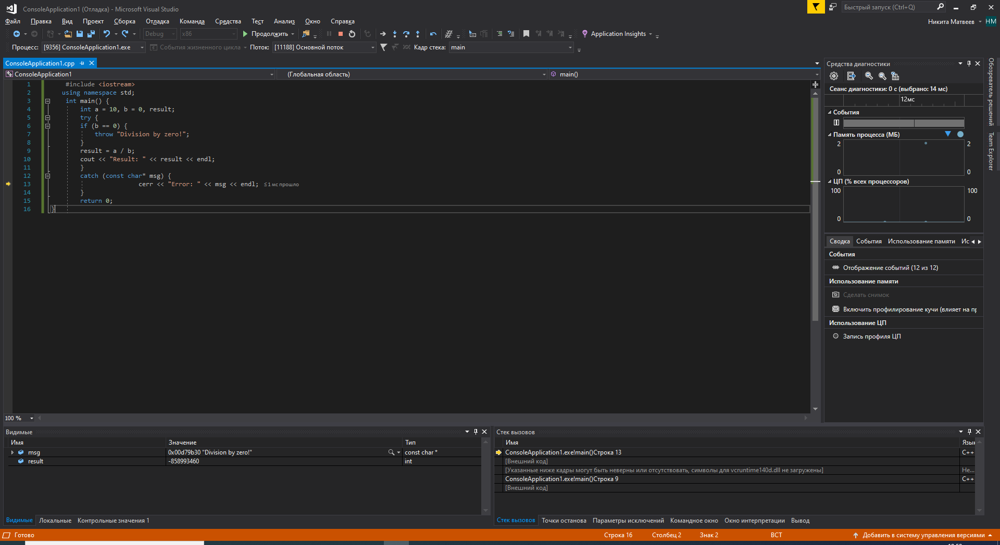 ConsoleApplication1 (Отладка) - Microsoft Visual Studio
Быстрый запуск (Ctrl+Q)
Файл Правка Вид Проект Сборка Отладка Команда Средства Тест Анализ Окно Справка
Никита Матвеев НМ
Debug x86 Продолжить Application Insights
Процесс: [9356] ConsoleApplication1.exe События жизненного цикла Поток: [11188] Основной поток Кадр стека: main
ConsoleApplication1.cpp
ConsoleApplication1 (Глобальная область) main()
1 #include <iostream>
2 using namespace std;
3 int main() {
4 int a = 10, b = 0, result;
5 try {
6 if (b == 0) {
7 throw "Division by zero!";
8 }
9 result = a / b;
10 cout << "Result: " << result << endl;
11 }
12 catch (const char* msg) {
13 cerr << "Error: " << msg << endl; ≤1 мс прошло
14 }
15 return 0;
16 }
100 %
Средства диагностики
Сеанс диагностики: 0 с (выбрано: 14 мс)
12мс
События
Память процесса (МБ)
2 2
0 0
ЦП (% всех процессоров)
100 100
0 0
Сводка События Использование памяти Ис
События
Отображение событий (12 из 12)
Использование памяти
Сделать снимок
Включить профилирование кучи (влияет на пр
Использование ЦП
Запись профиля ЦП
Обозреватель решений
Team Explorer
Видимые
Имя Значение Тип
msg 0x00d79b30 "Division by zero!" const char *
result -858993460 int
Видимые Локальные Контрольные значения 1
Стек вызовов
Имя Язык
ConsoleApplication1.exe!main()Строка 13 C++
[Внешний код]
[Указанные ниже кадры могут быть неверны или отсутствовать, символы для vcruntime140d.dll не загружены] Не...
ConsoleApplication1.exe!main()Строка 9 C++
[Внешний код]
Стек вызовов Точки останова Параметры исключений Командное окно Окно интерпретации Вывод
Готово Строка 16 Столбец 2 Знак 2 ВСТ Добавить в систему управления версиями